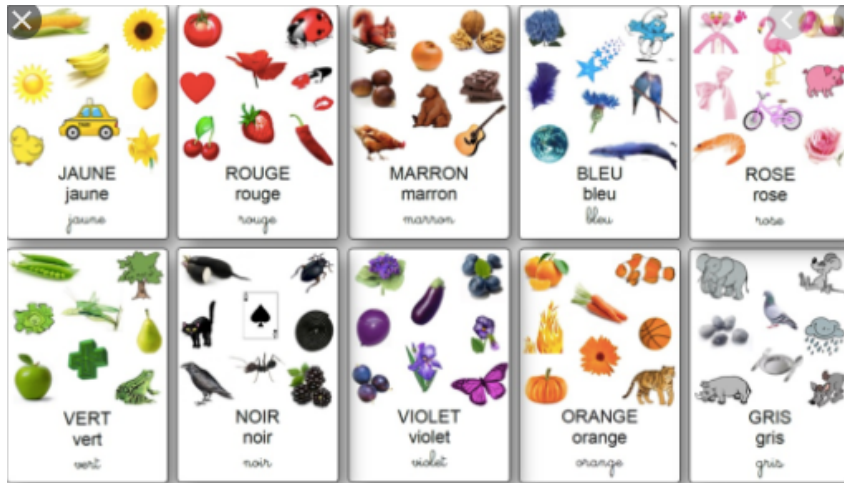 JAUNE
jaune
jaune
ROUGE
rouge
rouge
MARRON
marron
marron
BLEU
bleu
bleu
ROSE
rose
rose
VERT
vert
vert
NOIR
noir
noir
VIOLET
violet
violet
ORANGE
orange
orange
GRIS
gris
gris